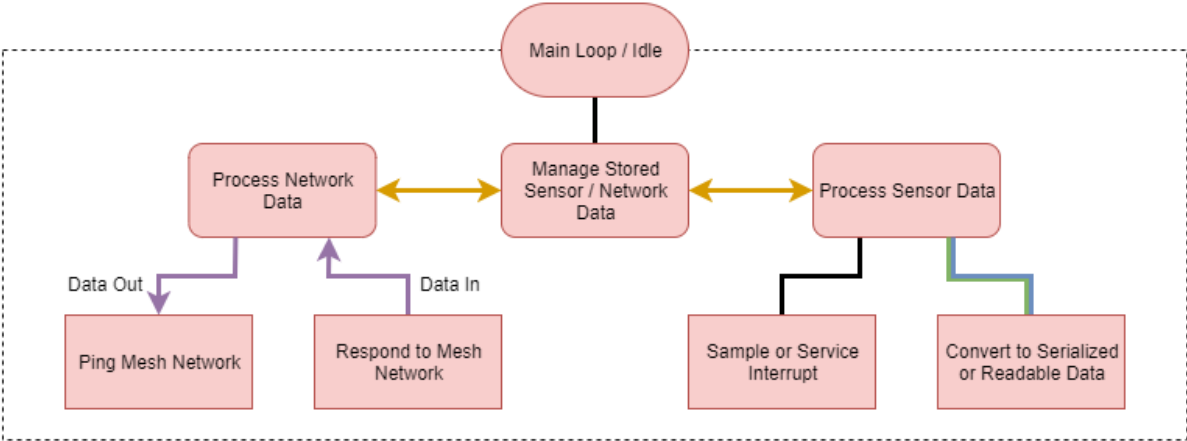 Main Loop / Idle
Process Network
Data
Manage Stored
Sensor / Network
Data
Process Sensor Data
Data Out
Data In
Ping Mesh Network
Respond to Mesh
Network
Sample or Service
Interrupt
Convert to Serialized
or Readable Data